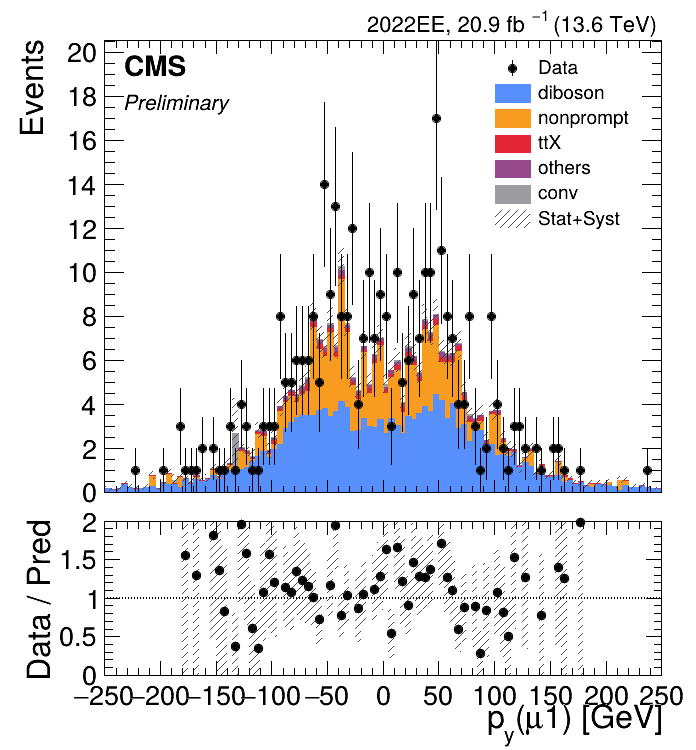 2022EE, 20.9 fb⁻¹ (13.6 TeV)
CMS
Preliminary
Data
diboson
nonprompt
ttX
others
conv
Stat+Syst
Events
20
18
16
14
12
10
8
6
4
2
0
Data / Pred
2
1.5
1
0.5
0
−250 −200 −150 −100 −50 0 50 100 150 200 250
p_y(μ1) [GeV]